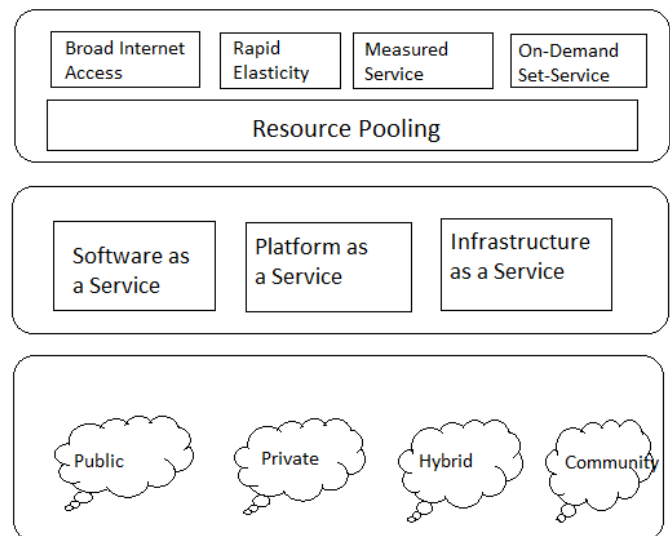 Broad Internet
Access
Rapid
Elasticity
Measured
Service
On-Demand
Set-Service
Resource Pooling
Software as
a Service
Platform as
a Service
Infrastructure
as a Service
Public
Private
Hybrid
Community